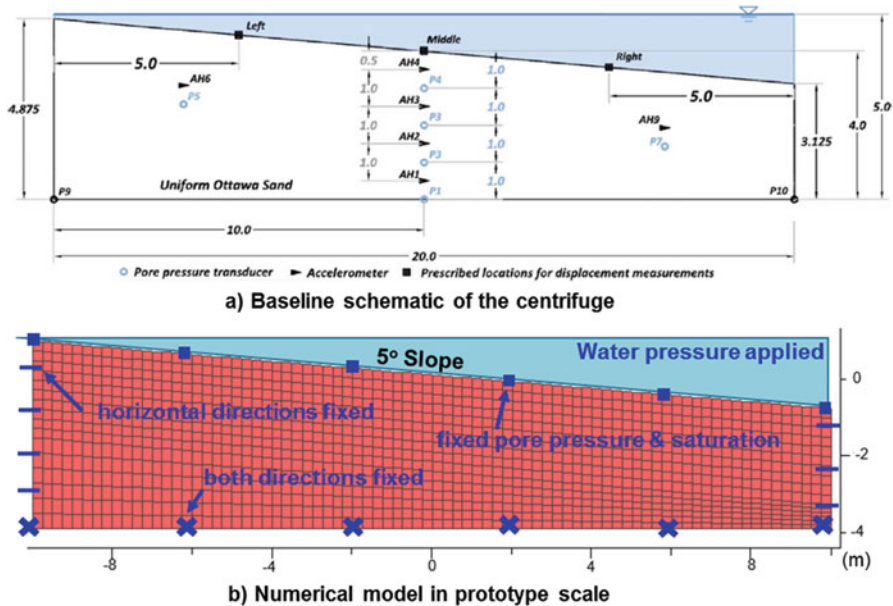 Left
Middle
Right
5.0
0.5
AH4
1.0
5.0
AH6
P5
P4
1.0
AH3
1.0
4.875
P3
1.0
AH2
1.0
AH9
P7
5.0
4.0
3.125
P3
1.0
AH1
1.0
P9
Uniform Ottawa Sand
P1
P10
10.0
20.0
Pore pressure transducer
Accelerometer
Prescribed locations for displacement measurements
a) Baseline schematic of the centrifuge
5° Slope
Water pressure applied
horizontal directions fixed
fixed pore pressure & saturation
both directions fixed
0
-2
-4
-8
-4
0
4
8
(m)
b) Numerical model in prototype scale